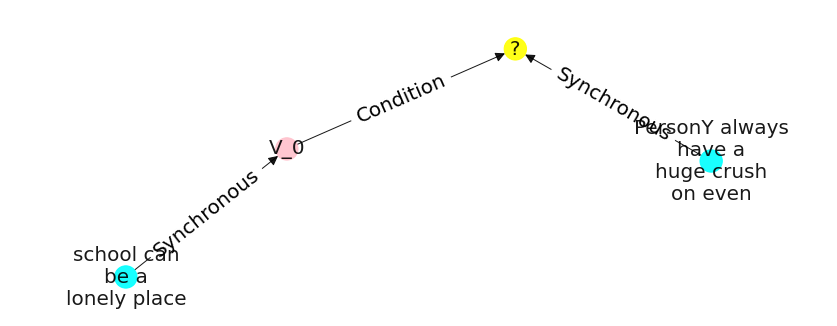 ?
Condition
Synchronous
PersonY always
have a
huge crush
on even
V_0
Synchronous
school can
be a
lonely place